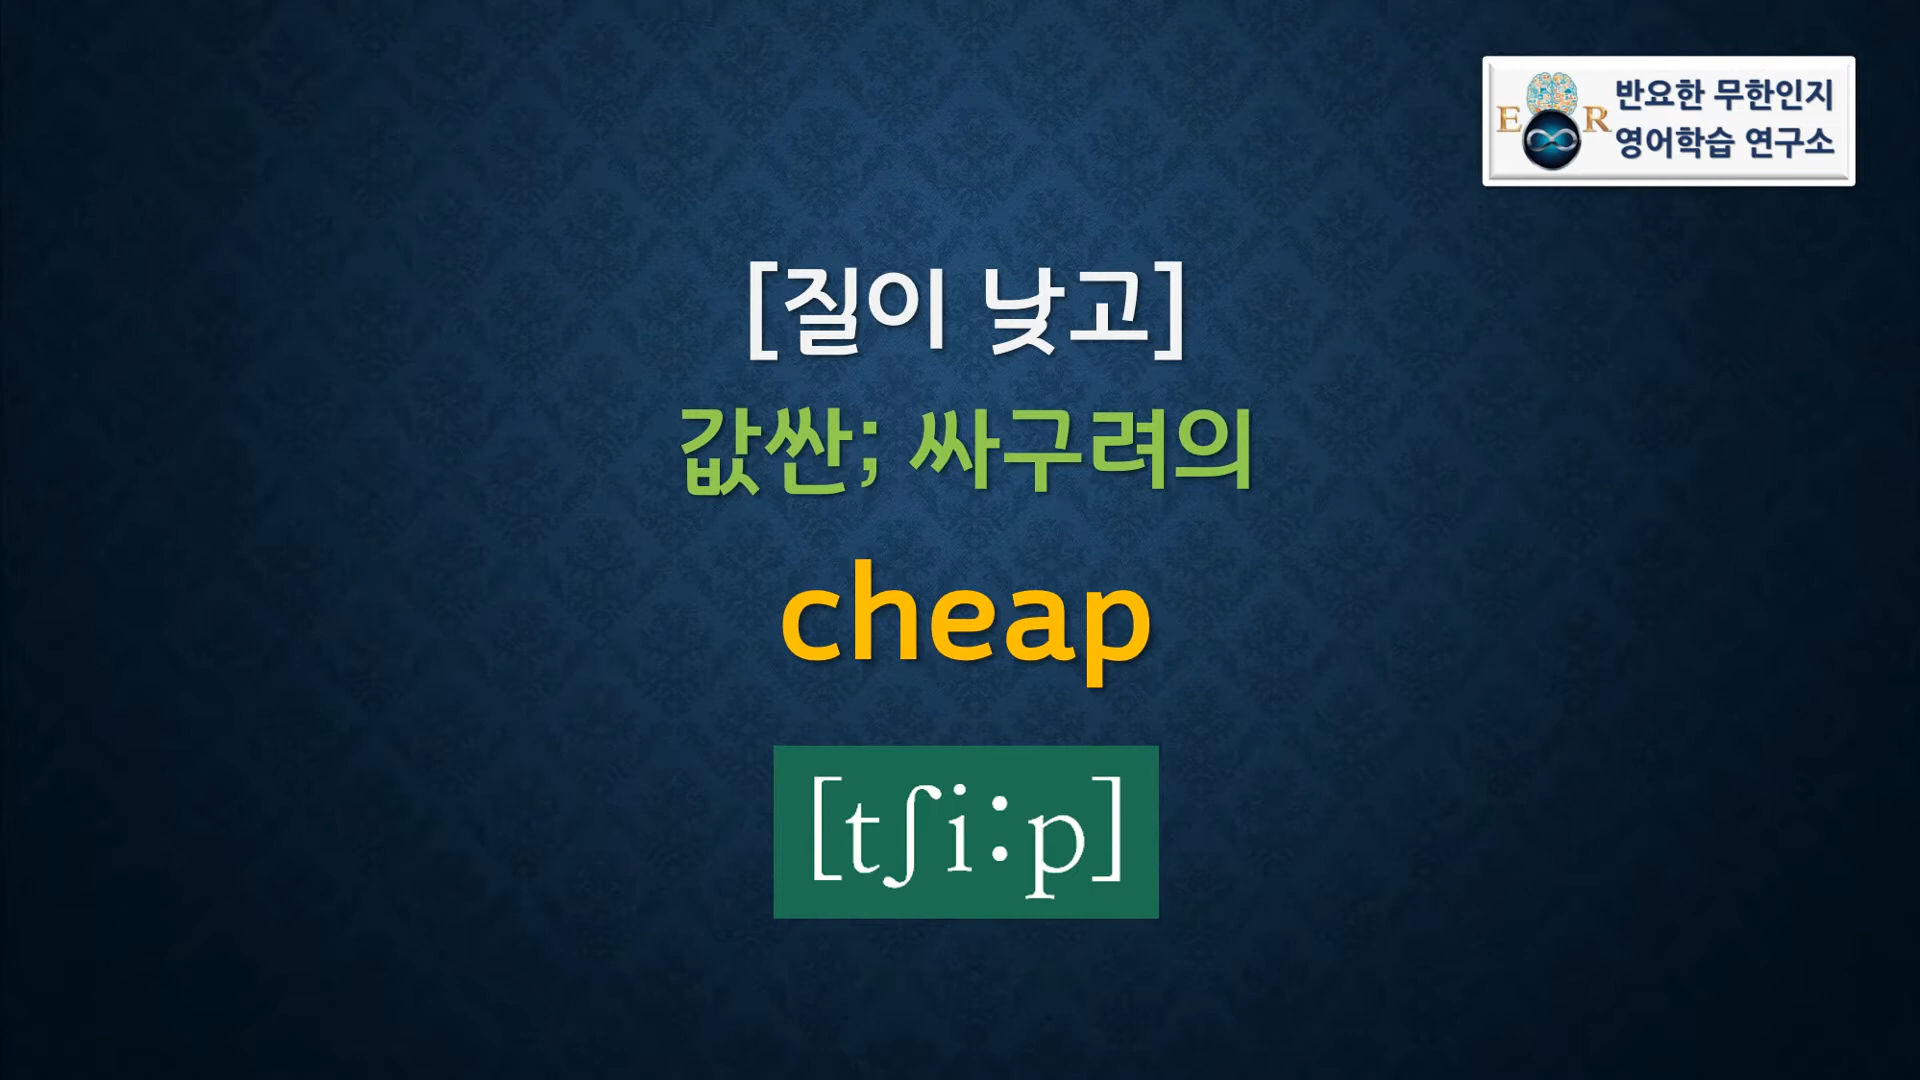 E R 반요한 무한인지
영어학습 연구소
[질이 낮고]
값싼; 싸구려의
cheap
[tʃi:p]